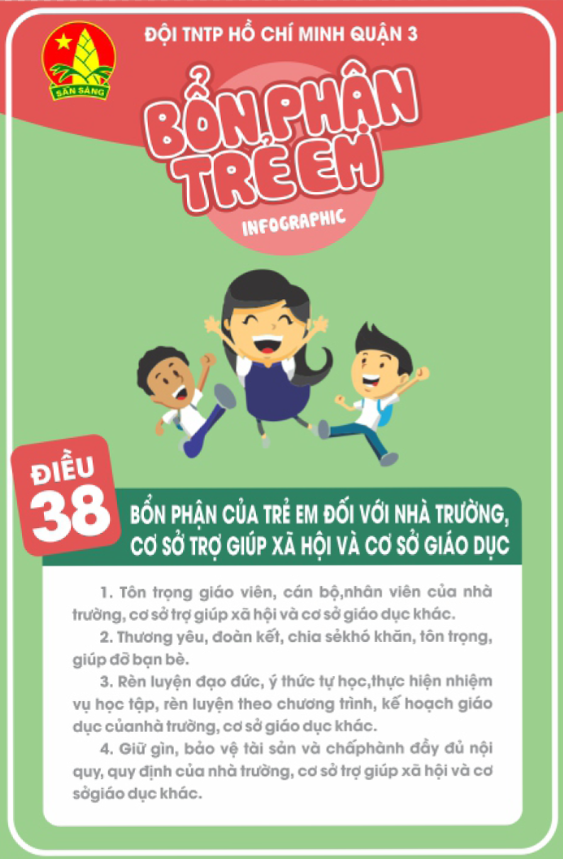 ĐỘI TNTP HỒ CHÍ MINH QUẬN 3
SẴN SÀNG
BỔN PHẬN
TRẺ EM
INFOGRAPHIC
ĐIỀU
38
BỔN PHẬN CỦA TRẺ EM ĐỐI VỚI NHÀ TRƯỜNG,
CƠ SỞ TRỢ GIÚP XÃ HỘI VÀ CƠ SỞ GIÁO DỤC
1. Tôn trọng giáo viên, cán bộ,nhân viên của nhà
trường, cơ sở trợ giúp xã hội và cơ sở giáo dục khác.
2. Thương yêu, đoàn kết, chia sẻkhó khăn, tôn trọng,
giúp đỡ bạn bè.
3. Rèn luyện đạo đức, ý thức tự học,thực hiện nhiệm
vụ học tập, rèn luyện theo chương trình, kế hoạch giáo
dục củanhà trường, cơ sở giáo dục khác.
4. Giữ gìn, bảo vệ tài sản và chấphành đầy đủ nội
quy, quy định của nhà trường, cơ sở trợ giúp xã hội và cơ
sởgiáo dục khác.